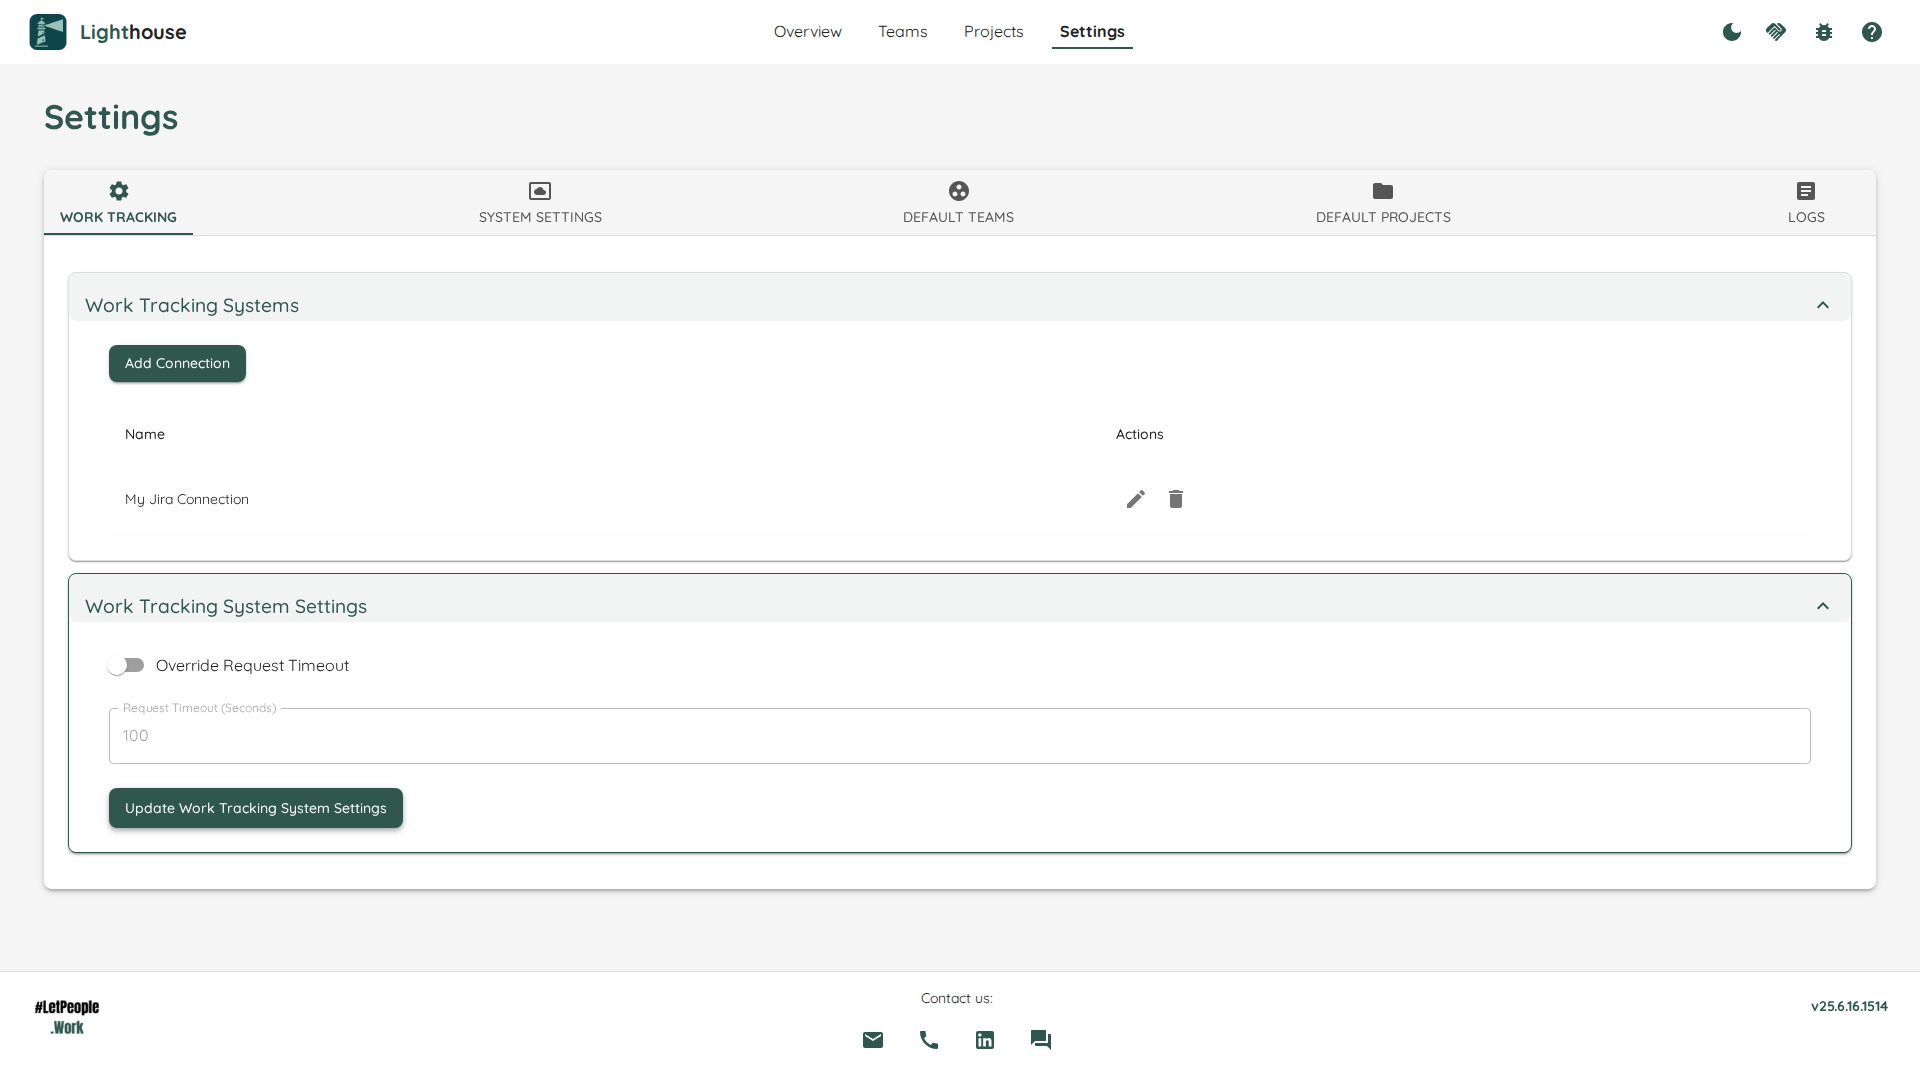 Lighthouse
Overview
Teams
Projects
Settings
Settings
WORK TRACKING
SYSTEM SETTINGS
DEFAULT TEAMS
DEFAULT PROJECTS
LOGS
Work Tracking Systems
Add Connection
Name
Actions
My Jira Connection
Work Tracking System Settings
Override Request Timeout
Request Timeout (Seconds)
100
Update Work Tracking System Settings
#LetPeople
.Work
Contact us:
v25.6.16.1514